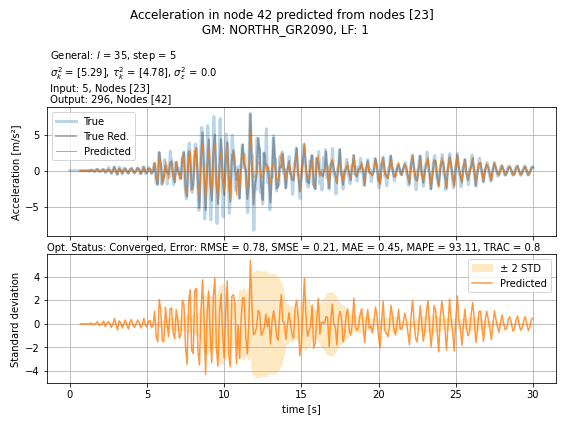 Acceleration in node 42 predicted from nodes [23]
GM: NORTHR_GR2090, LF: 1
General: l = 35, step = 5
σ²ₖ = [5.29], τ²ₖ = [4.78], σ²ε = 0.0
Input: 5, Nodes [23]
Output: 296, Nodes [42]
Acceleration [m/s²]
5
0
−5
True
True Red.
Predicted
Opt. Status: Converged, Error: RMSE = 0.78, SMSE = 0.21, MAE = 0.45, MAPE = 93.11, TRAC = 0.8
Standard deviation
4
2
0
−2
−4
± 2 STD
Predicted
0 5 10 15 20 25 30
time [s]